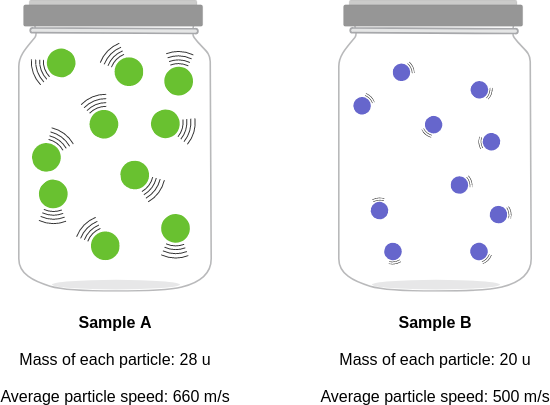 Sample A
Mass of each particle: 28 u
Average particle speed: 660 m/s
Sample B
Mass of each particle: 20 u
Average particle speed: 500 m/s